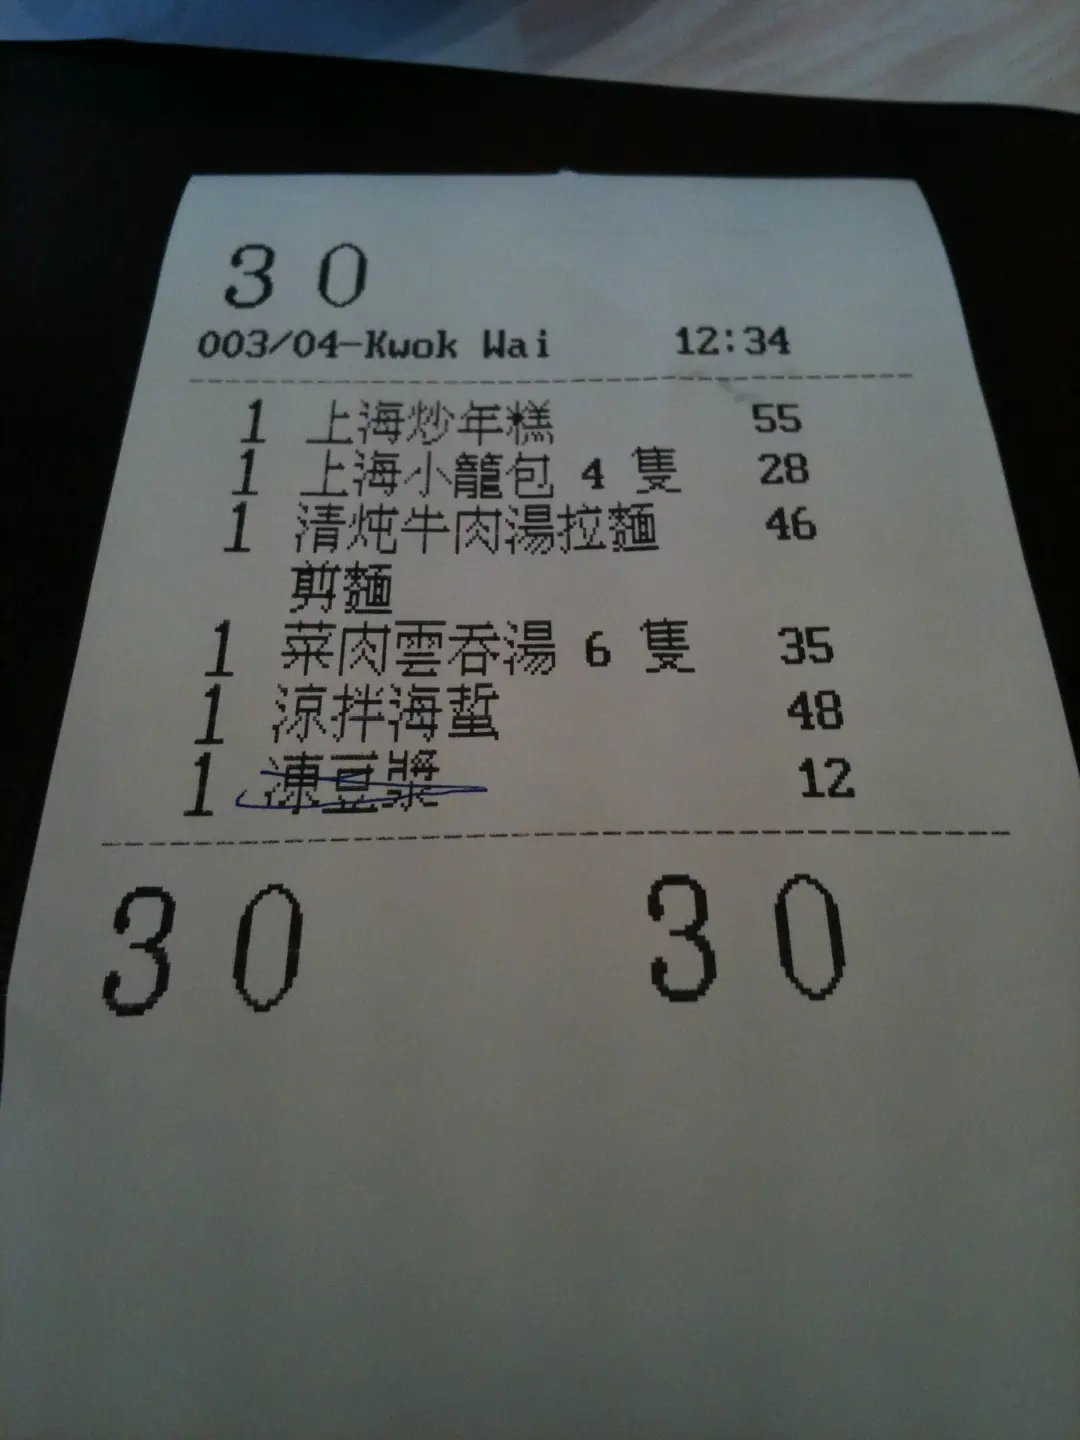 30
003/04-Kwok Wai 12:34
1 上海炒年糕 55
1 上海小籠包 4 隻 28
1 清炖牛肉湯拉麵 46
剪麵
1 菜肉雲吞湯 6 隻 35
1 涼拌海蜇 48
1 凍豆漿 12
30 30